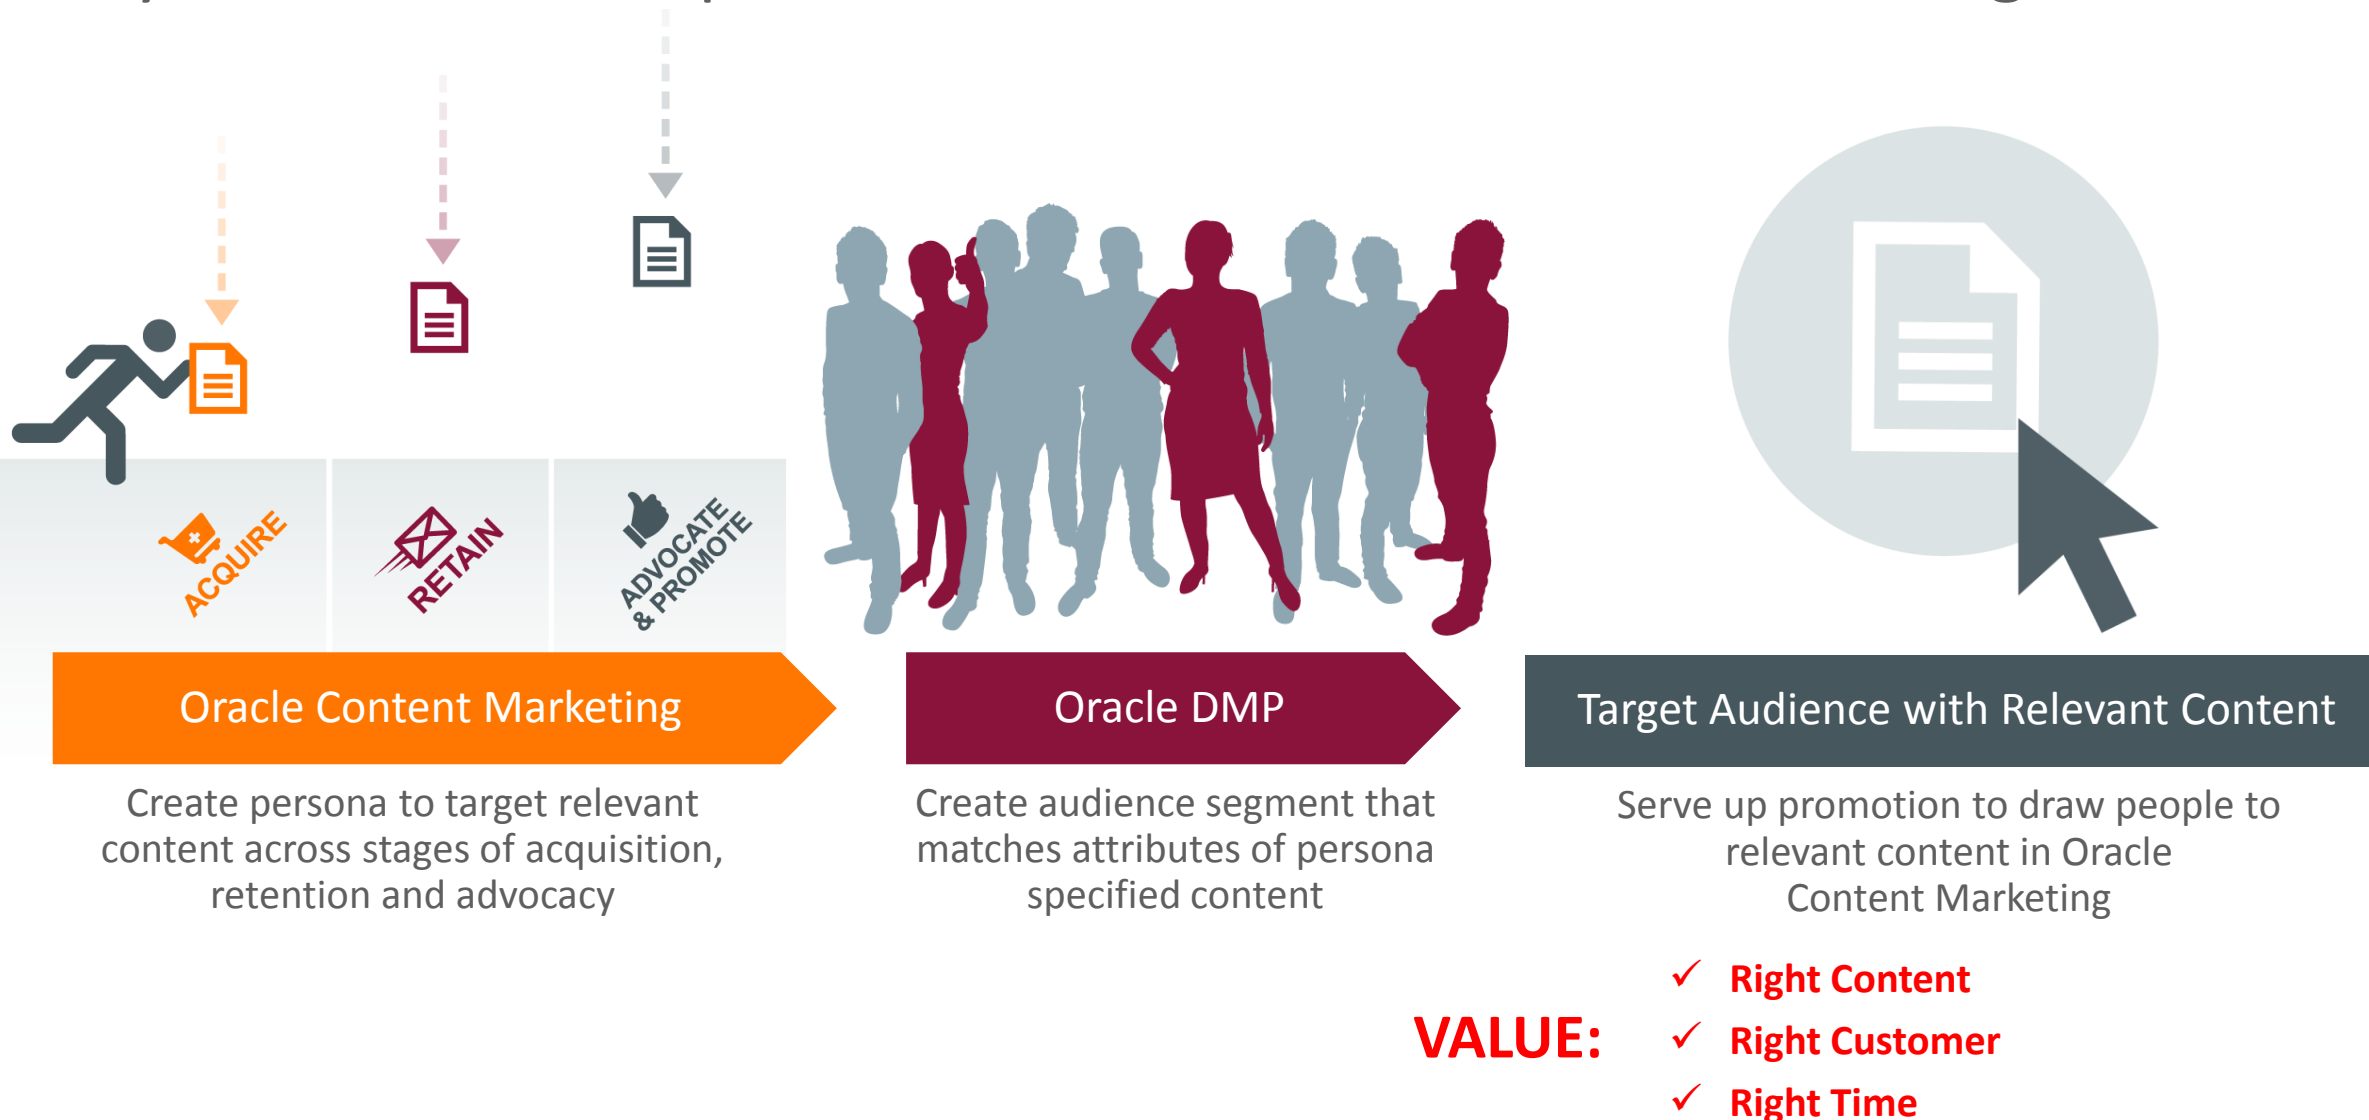 ACQUIRE
RETAIN
ADVOCATE
& PROMOTE
Oracle Content Marketing
Oracle DMP
Target Audience with Relevant Content
Create persona to target relevant
content across stages of acquisition,
retention and advocacy
Create audience segment that
matches attributes of persona
specified content
Serve up promotion to draw people to
relevant content in Oracle
Content Marketing
VALUE:
✓ Right Content
✓ Right Customer
✓ Right Time